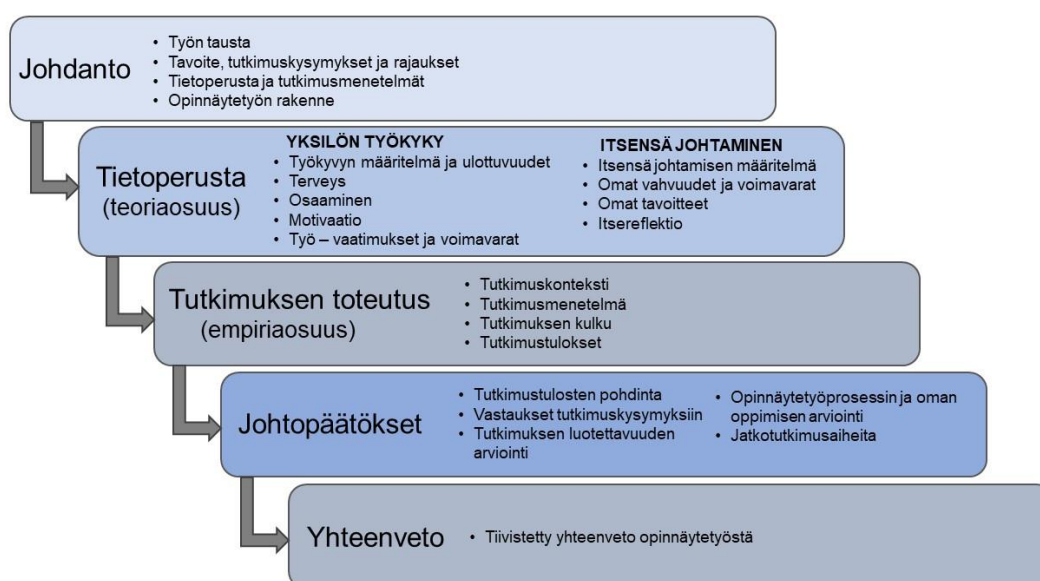 Johdanto
• Työn tausta
• Tavoite, tutkimuskysymykset ja rajaukset
• Tietoperusta ja tutkimusmenetelmät
• Opinnäytetyön rakenne
Tietoperusta
(teoriaosuus)
YKSILÖN TYÖKYKY
• Työkyvyn määritelmä ja ulottuvuudet
• Terveys
• Osaaminen
• Motivaatio
• Työ – vaatimukset ja voimavarat
ITSENSÄ JOHTAMINEN
• Itsensä johtamisen määritelmä
• Omat vahvuudet ja voimavarat
• Omat tavoitteet
• Itsereflektio
Tutkimuksen toteutus
(empiriaosuus)
• Tutkimuskonteksti
• Tutkimusmenetelmä
• Tutkimuksen kulku
• Tutkimustulokset
Johtopäätökset
• Tutkimustulosten pohdinta
• Vastaukset tutkimuskysymyksiin
• Tutkimuksen luotettavuuden
arviointi
• Opinnäytetyöprosessin ja oman
oppimisen arviointi
• Jatkotutkimusaiheita
Yhteenveto
• Tiivistetty yhteenveto opinnäytetyöstä